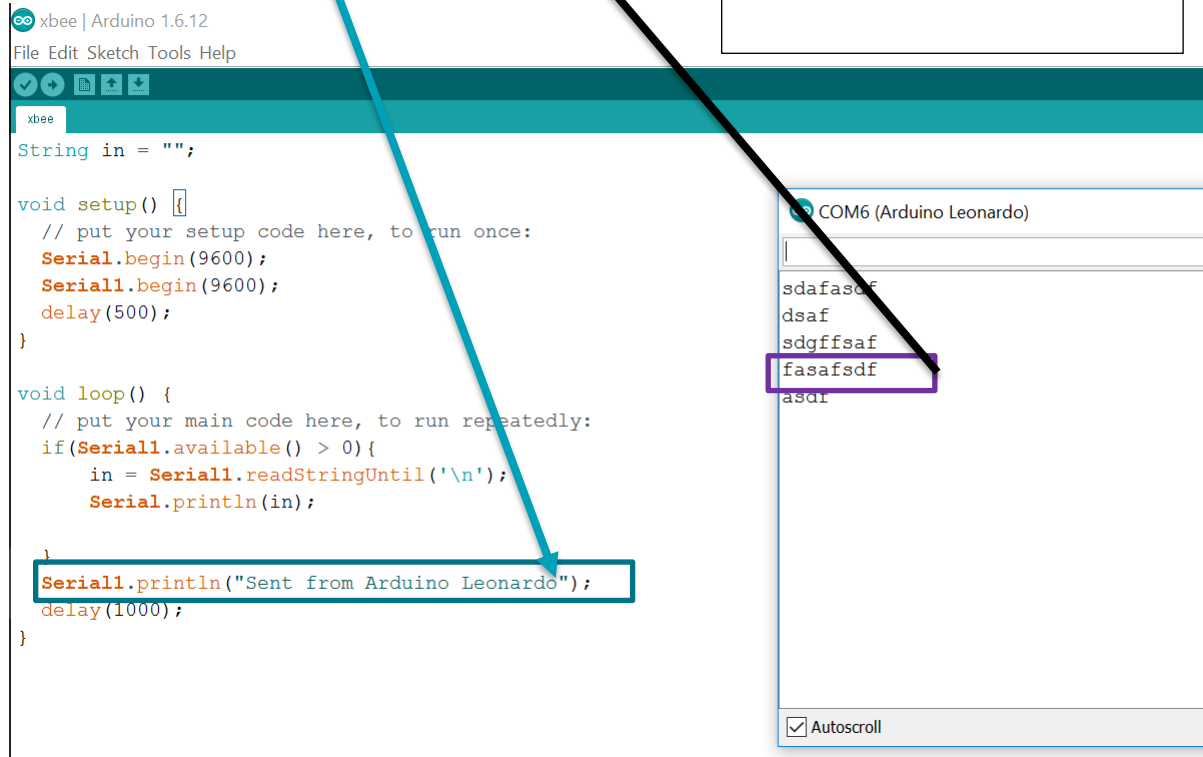 xbee | Arduino 1.6.12
File Edit Sketch Tools Help
xbee
String in = "";
void setup() {
// put your setup code here, to run once:
Serial.begin(9600);
Serial1.begin(9600);
delay(500);
}
void loop() {
// put your main code here, to run repeatedly:
if(Serial1.available() > 0){
in = Serial1.readStringUntil('\n');
Serial.println(in);
}
Serial1.println("Sent from Arduino Leonardo");
delay(1000);
}
COM6 (Arduino Leonardo)
sdafasdf
dsaf
sdgffsaf
fasafsdf
asdf
Autoscroll